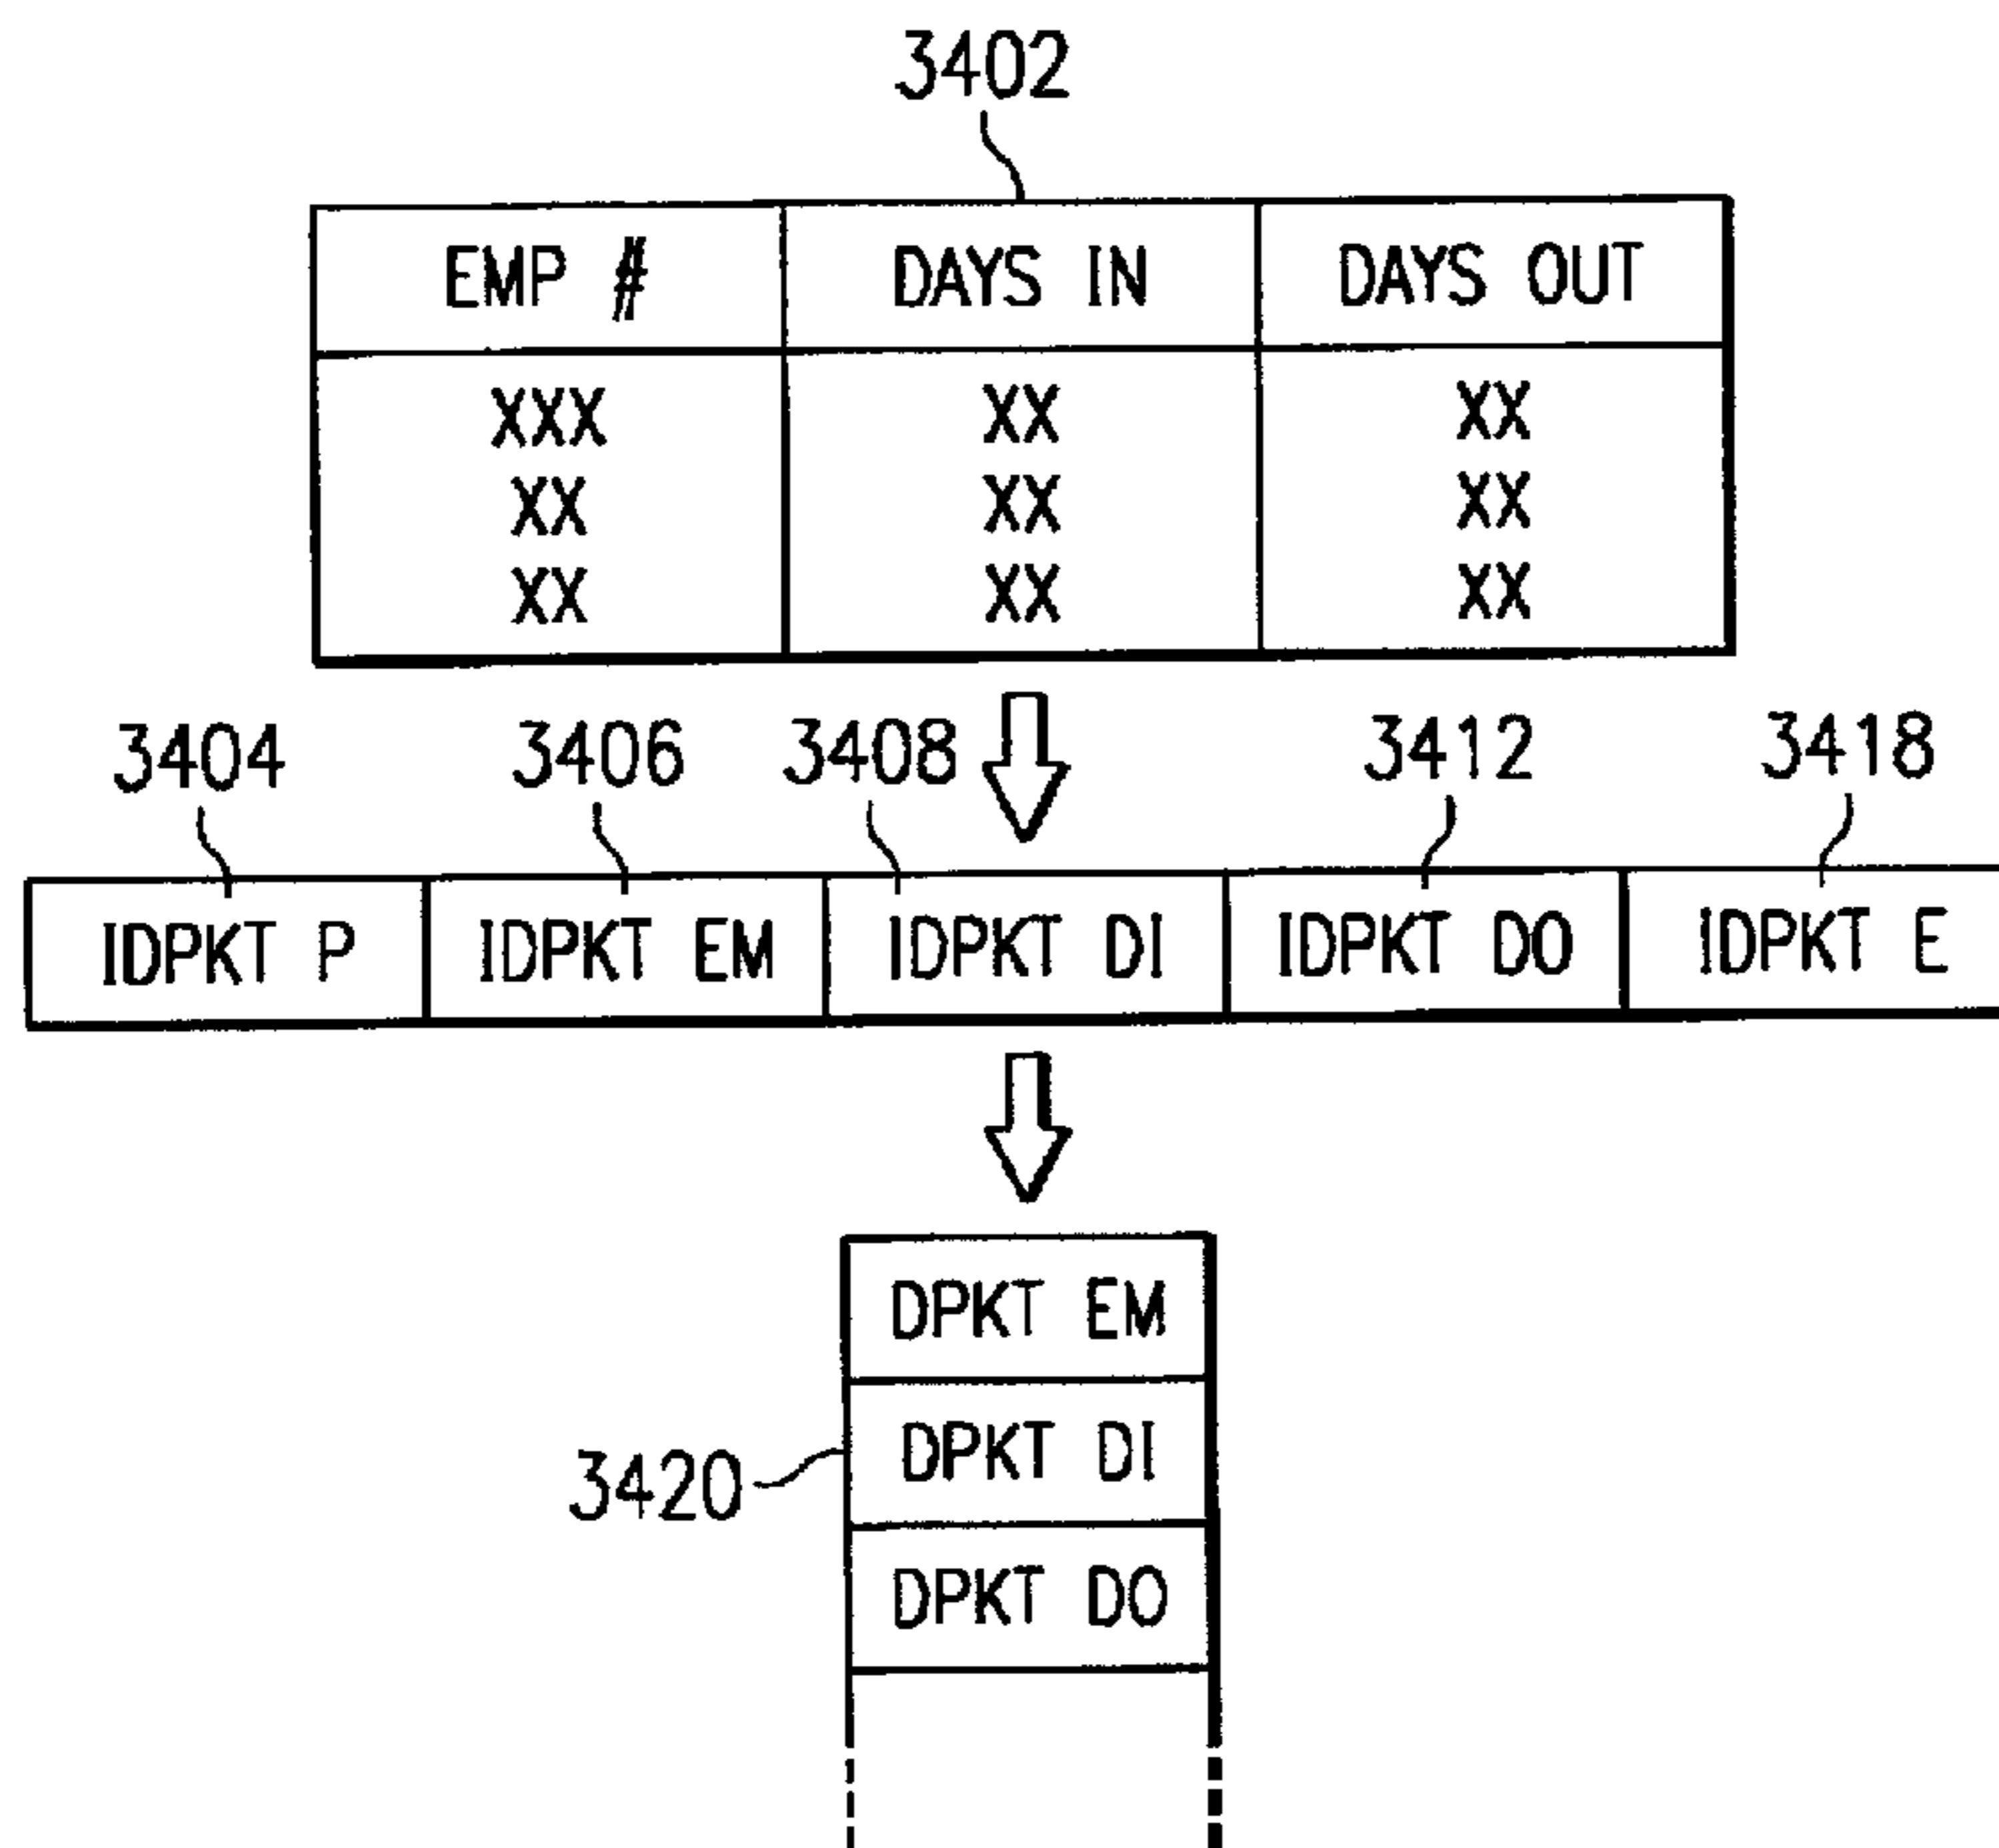 3402
EMP # DAYS IN DAYS OUT
XXX XX XX
XX XX XX
XX XX XX
3404 3406 3408 3412 3418
IDPKT P IDPKT EM IDPKT DI IDPKT DO IDPKT E
DPKT EM
DPKT DI
3420
DPKT DO